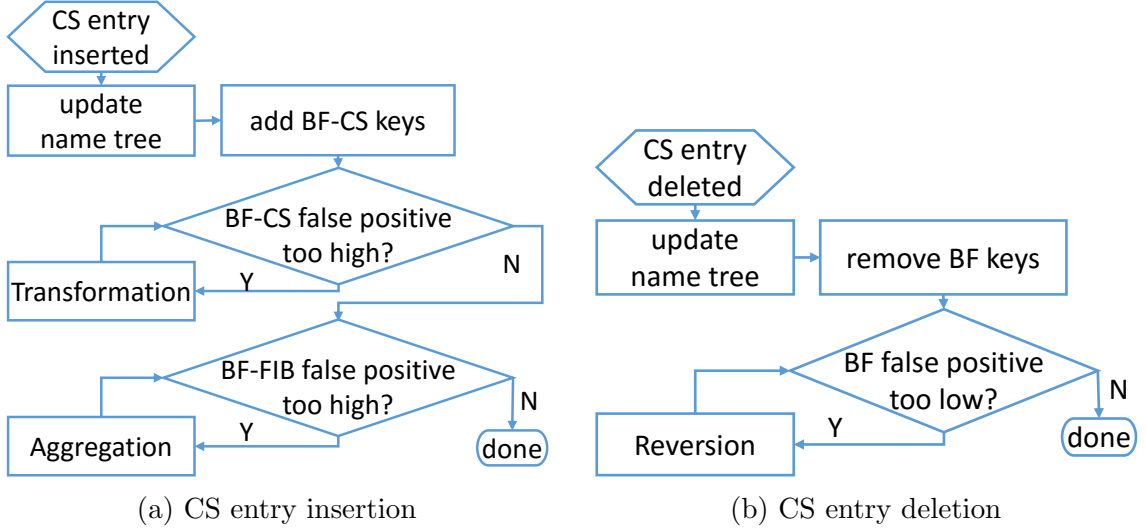 CS entry
inserted
update
name tree
add BF-CS keys
BF-CS false positive
too high?
Y
N
Transformation
BF-FIB false positive
too high?
Y
N
Aggregation
done
(a) CS entry insertion
CS entry
deleted
update
name tree
remove BF keys
BF false positive
too low?
Y
N
Reversion
done
(b) CS entry deletion